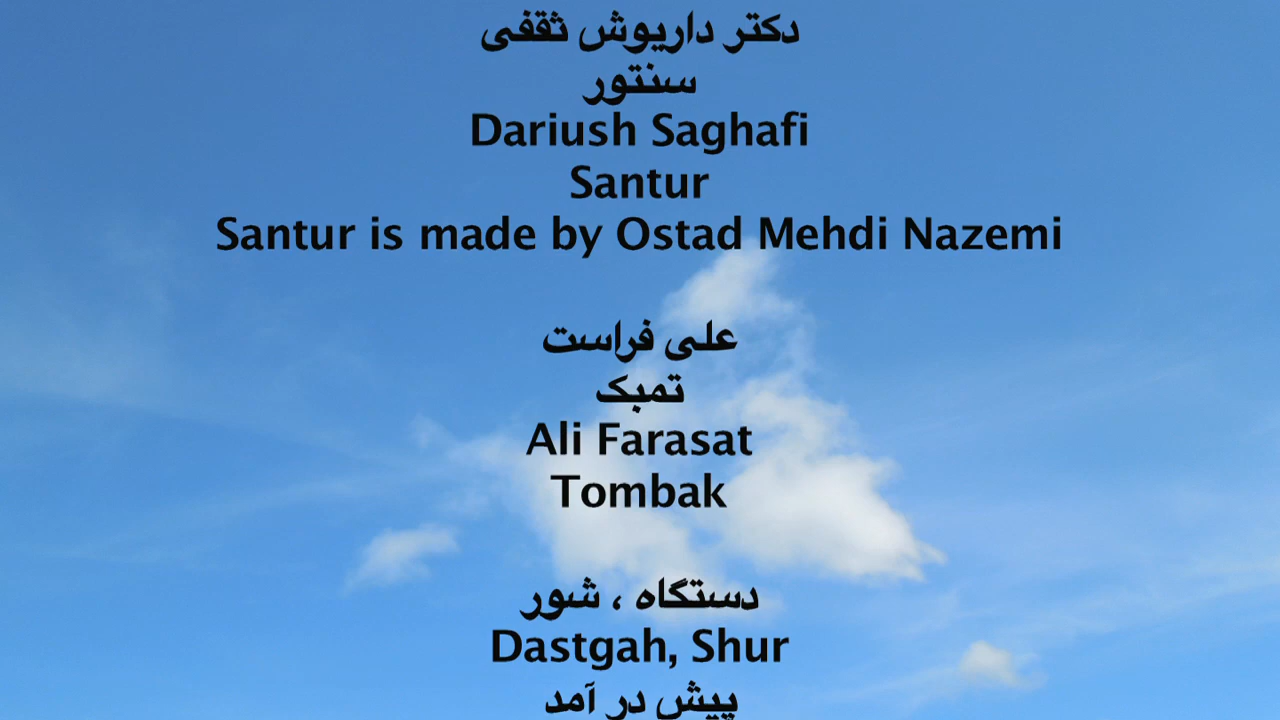 دکتر داریوش ثقفی
سنتور
Dariush Saghafi
Santur
Santur is made by Ostad Mehdi Nazemi
علی فراست
تمبک
Ali Farasat
Tombak
دستگاه ، شور
Dastgah, Shur
پیش در آمد